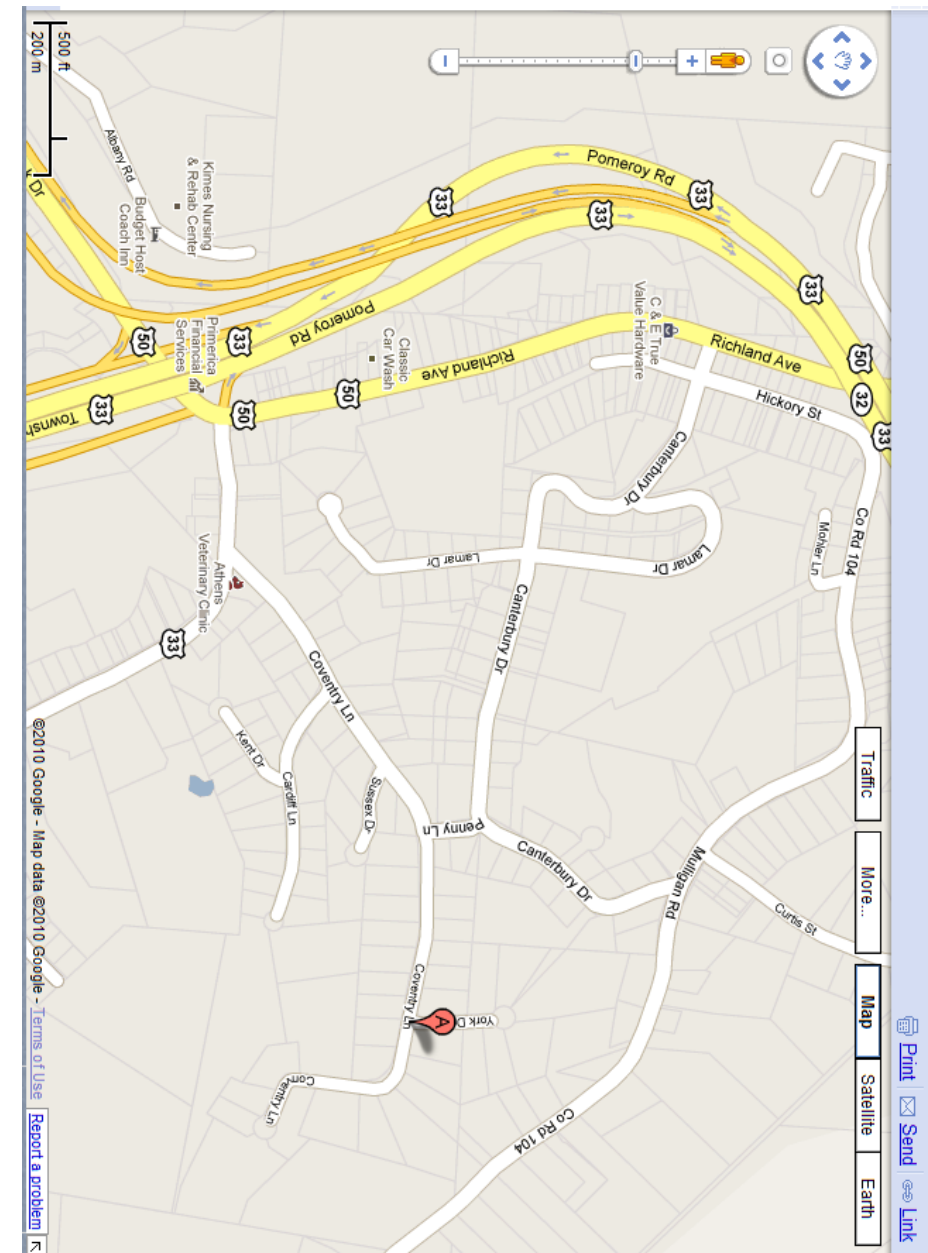 Print
Send
Link
Traffic
More...
Map
Satellite
Earth
33
50
32
33
Co Rd 104
Hickory St
Mohler Ln
Richland Ave
33
Pomeroy Rd
33
33
33
C & E True
Value Hardware
Canterbury Dr
Lamar Dr
Lamar Dr
Richland Ave
Classic
Car Wash
50
Pomeroy Rd
33
50
50
33
Primerica
Financial
Services
Townsh
Kimes Nursing
& Rehab Center
Budget Host
Coach Inn
Albany Rd
k Dr
Canterbury Dr
Mulligan Rd
Curtis St
Canterbury Dr
Penny Ln
Coventry Ln
Sussex Dr
Cardiff Ln
Kent Dr
Athens
Veterinary Clinic
33
York D
A
Coventry Ln
Coventry Ln
Co Rd 104
500 ft
200 m
©2010 Google - Map data ©2010 Google - Terms of Use
Report a problem